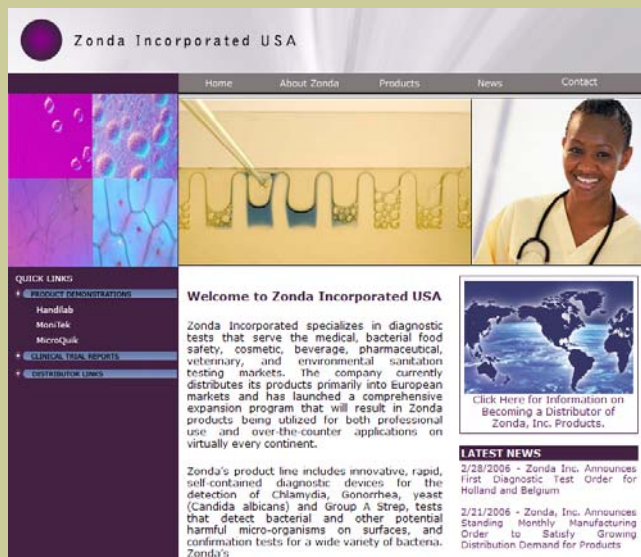 Zonda Incorporated USA
Home About Zonda Products News Contact
QUICK LINKS
PRODUCT DEMONSTRATIONS
Handilab
MoniTek
MicroQuik
CLINICAL TRIAL REPORTS
DISTRIBUTOR LINKS
Welcome to Zonda Incorporated USA
Zonda Incorporated specializes in diagnostic
tests that serve the medical, bacterial food
safety, cosmetic, beverage, pharmaceutical,
veterinary, and environmental sanitation
testing markets. The company currently
distributes its products primarily into European
markets and has launched a comprehensive
expansion program that will result in Zonda
products being utilized for both professional
use and over-the-counter applications on
virtually every continent.
Zonda's product line includes innovative, rapid,
self-contained diagnostic devices for the
detection of Chlamydia, Gonorrhea, yeast
(Candida albicans) and Group A Strep, tests
that detect bacterial and other potential
harmful micro-organisms on surfaces, and
confirmation tests for a wide variety of bacteria.
Zonda's
Click Here for Information on
Becoming a Distributor of
Zonda, Inc. Products.
LATEST NEWS
2/28/2006 - Zonda Inc. Announces
First Diagnostic Test Order for
Holland and Belgium
2/21/2006 - Zonda, Inc. Announces
Standing Monthly Manufacturing
Order to Satisfy Growing
Distribution Demand for Products